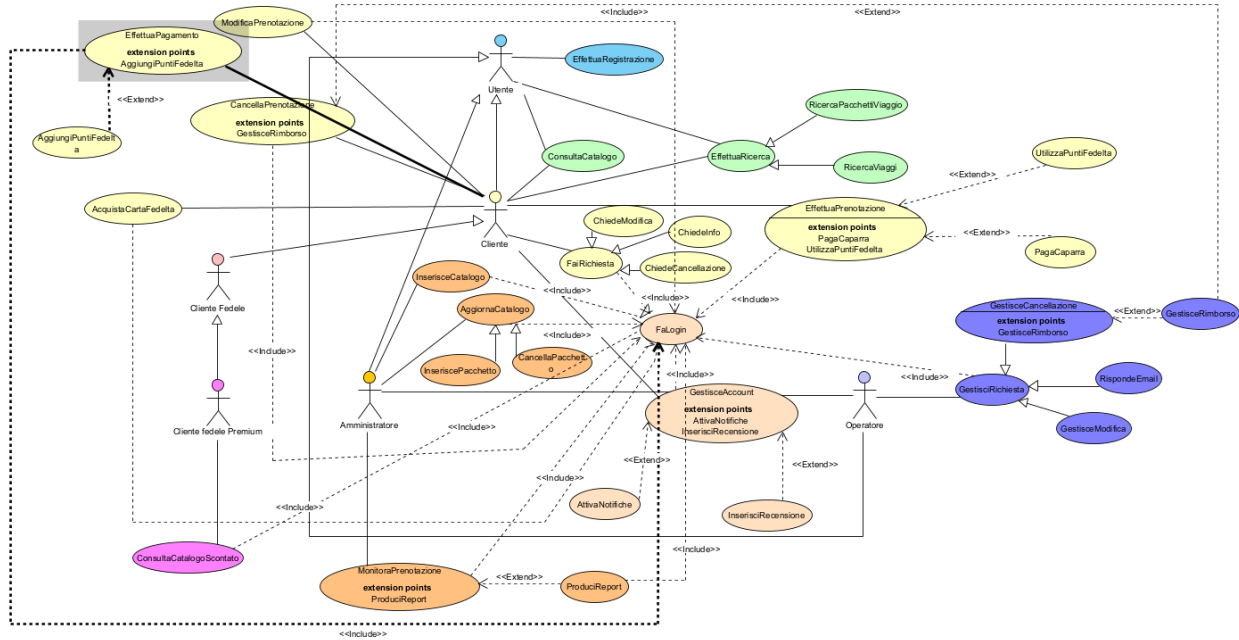 <<Include>>
<<Extend>>
ModificaPrenotazione
EffettuaPagamento
extension points
AggiungiPuntiFedelta
EffettuaRegistrazione
Utente
<<Extend>>
CancellaPrenotazione
extension points
GestisceRimborso
RicercaPacchettiViaggio
AggiungiPuntiFedelt
a
ConsultaCatalogo
EffettuaRicerca
UtilizzaPuntiFedelta
RicercaViaggi
<<Extend>>
AcquistaCartaFedelta
EffettuaPrenotazione
extension points
PagaCaparra
UtilizzaPuntiFedelta
ChiedeModifica
ChiedeInfo
<<Extend>>
Cliente
PagaCaparra
FaiRichiesta
ChiedeCancellazione
InserisceCatalogo
<<Include>>
<<Include>>
<<Include>>
Cliente Fedele
AggiornaCatalogo
GestisceCancellazione
extension points
GestisceRimborso
<<Extend>>
GestisceRimborso
FaLogin
<<Include>>
<<Include>>
InseriscePacchetto
CancellaPacchett
o
<<Include>>
<<Include>>
GestisciRichiesta
RispondeEmail
GestisceAccount
extension points
AttivaNotifiche
InserisciRecensione
Cliente fedele Premium
Amministratore
Operatore
GestisceModifica
<<Extend>>
<<Extend>>
<<Include>>
AttivaNotifiche
InserisciRecensione
<<Include>>
<<Include>>
ConsultaCatalogoScontato
<<Include>>
MonitoraPrenotazione
extension points
ProduciReport
<<Extend>>
ProduciReport
<<Include>>